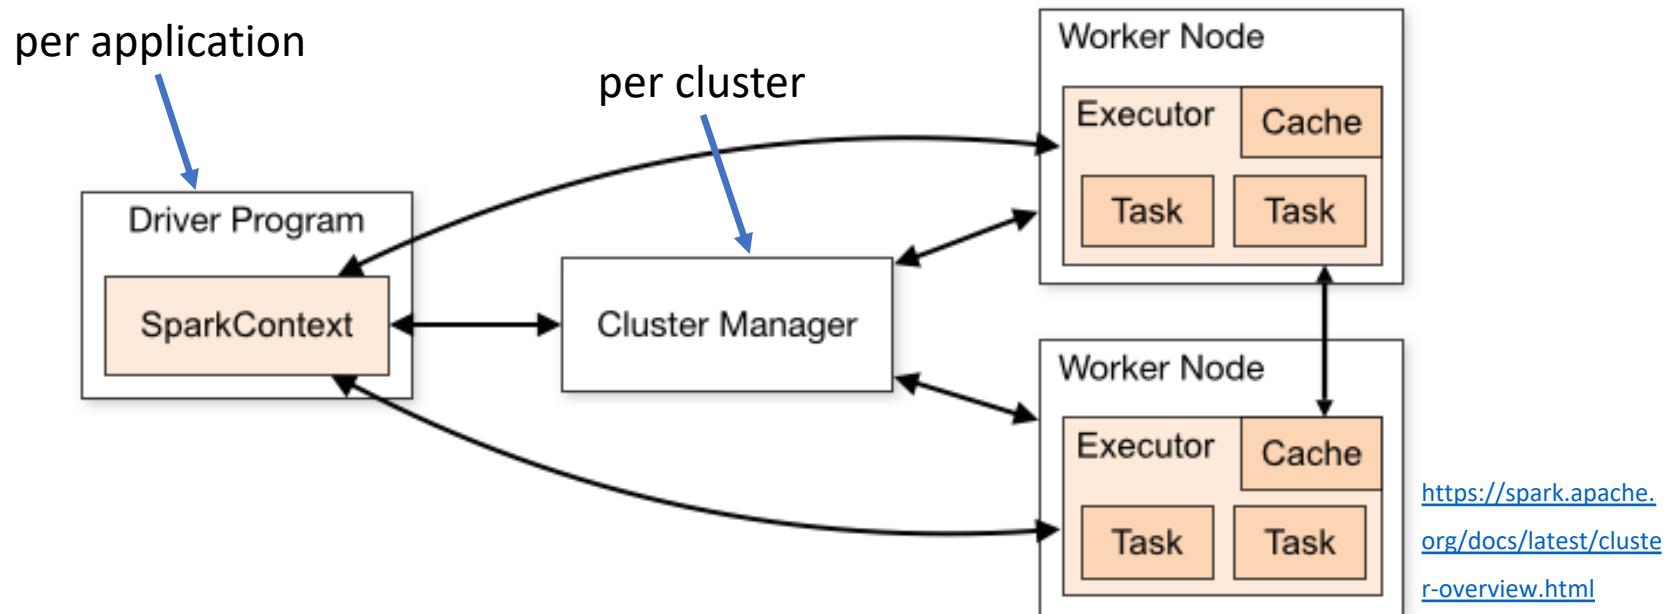 per application
per cluster
Driver Program
SparkContext
Cluster Manager
Worker Node
Executor
Cache
Task
Task
Worker Node
Executor
Cache
Task
Task
https://spark.apache.
org/docs/latest/cluste
r-overview.html